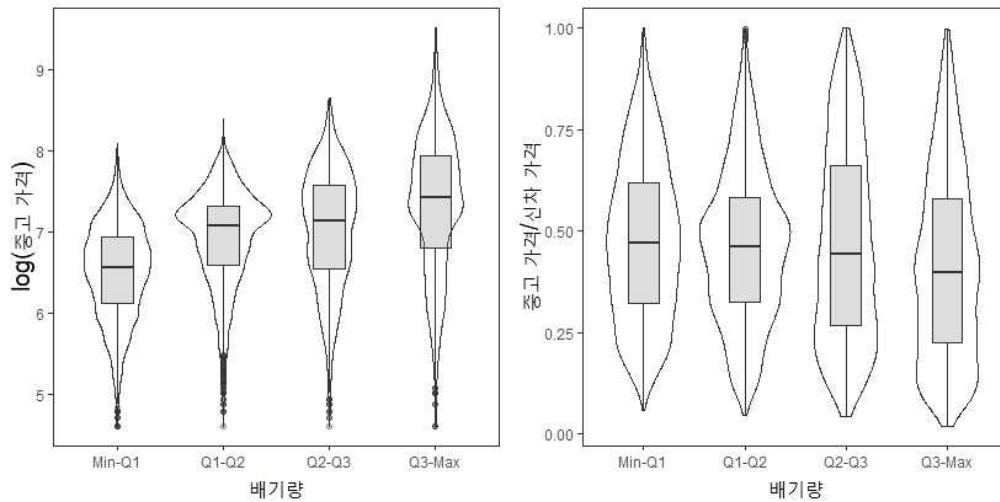 log(중고 가격)
9
8
7
6
5
Min-Q1
Q1-Q2
Q2-Q3
Q3-Max
배기량
중고 가격/신차 가격
1.00
0.75
0.50
0.25
0.00
Min-Q1
Q1-Q2
Q2-Q3
Q3-Max
배기량